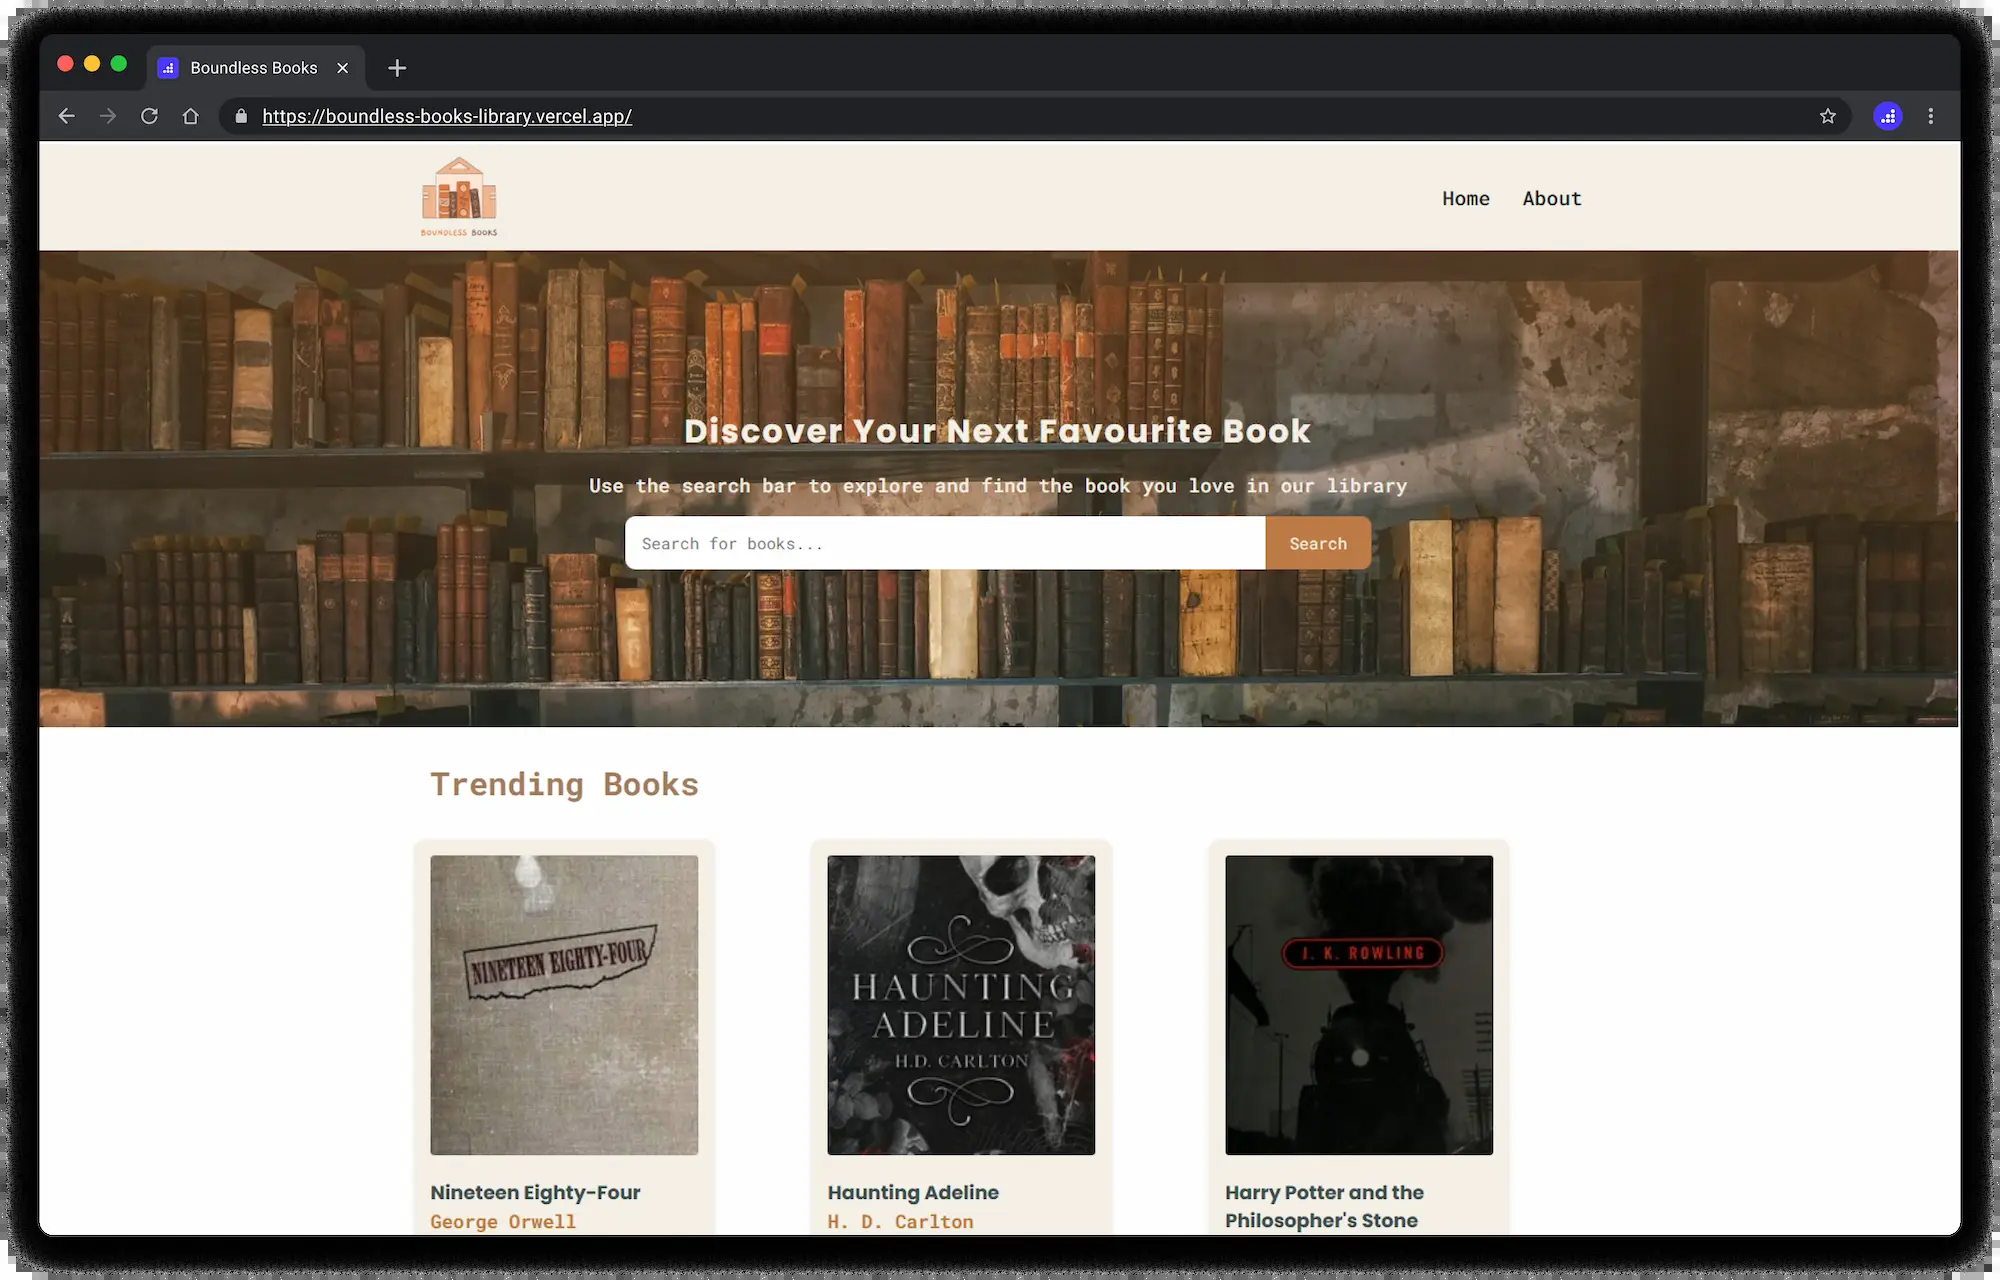 Boundless Books
https://boundless-books-library.vercel.app/
BOUNDLESS BOOKS
Home About
Discover Your Next Favourite Book
Use the search bar to explore and find the book you love in our library
Search for books...
Search
Trending Books
NINETEEN EIGHTY-FOUR
HAUNTING
ADELINE
H.D. CARLTON
J. K. ROWLING
Nineteen Eighty-Four
George Orwell
Haunting Adeline
H. D. Carlton
Harry Potter and the
Philosopher's Stone